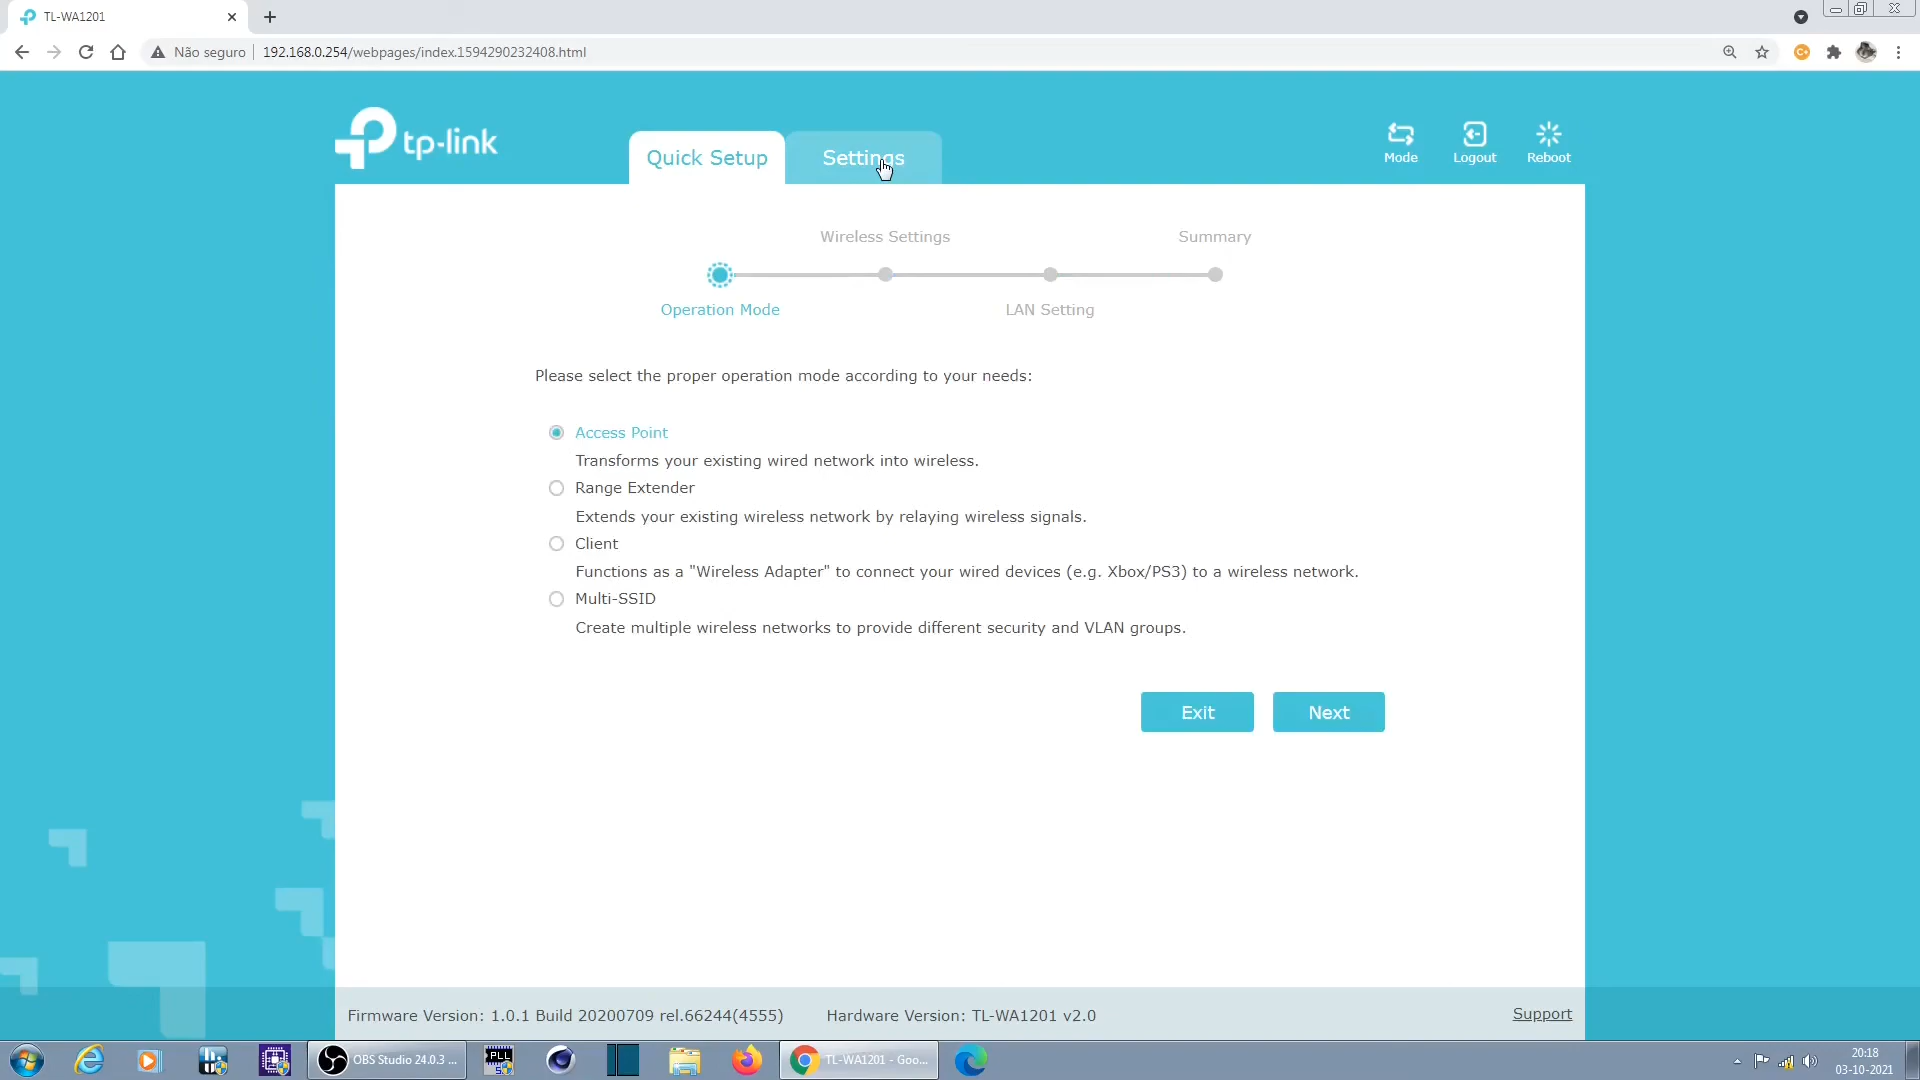 TL-WA1201
Não seguro
192.168.0.254/webpages/index.1594290232408.html
tp-link
Quick Setup
Settings
Mode
Logout
Reboot
Wireless Settings
Summary
Operation Mode
LAN Setting
Please select the proper operation mode according to your needs:
Access Point
Transforms your existing wired network into wireless.
Range Extender
Extends your existing wireless network by relaying wireless signals.
Client
Functions as a "Wireless Adapter" to connect your wired devices (e.g. Xbox/PS3) to a wireless network.
Multi-SSID
Create multiple wireless networks to provide different security and VLAN groups.
Exit
Next
Firmware Version: 1.0.1 Build 20200709 rel.66244(4555)
Hardware Version: TL-WA1201 v2.0
Support
OBS Studio 24.0.3 ...
PLL
TL-WA1201 - Goo...
20:18
03-10-2021